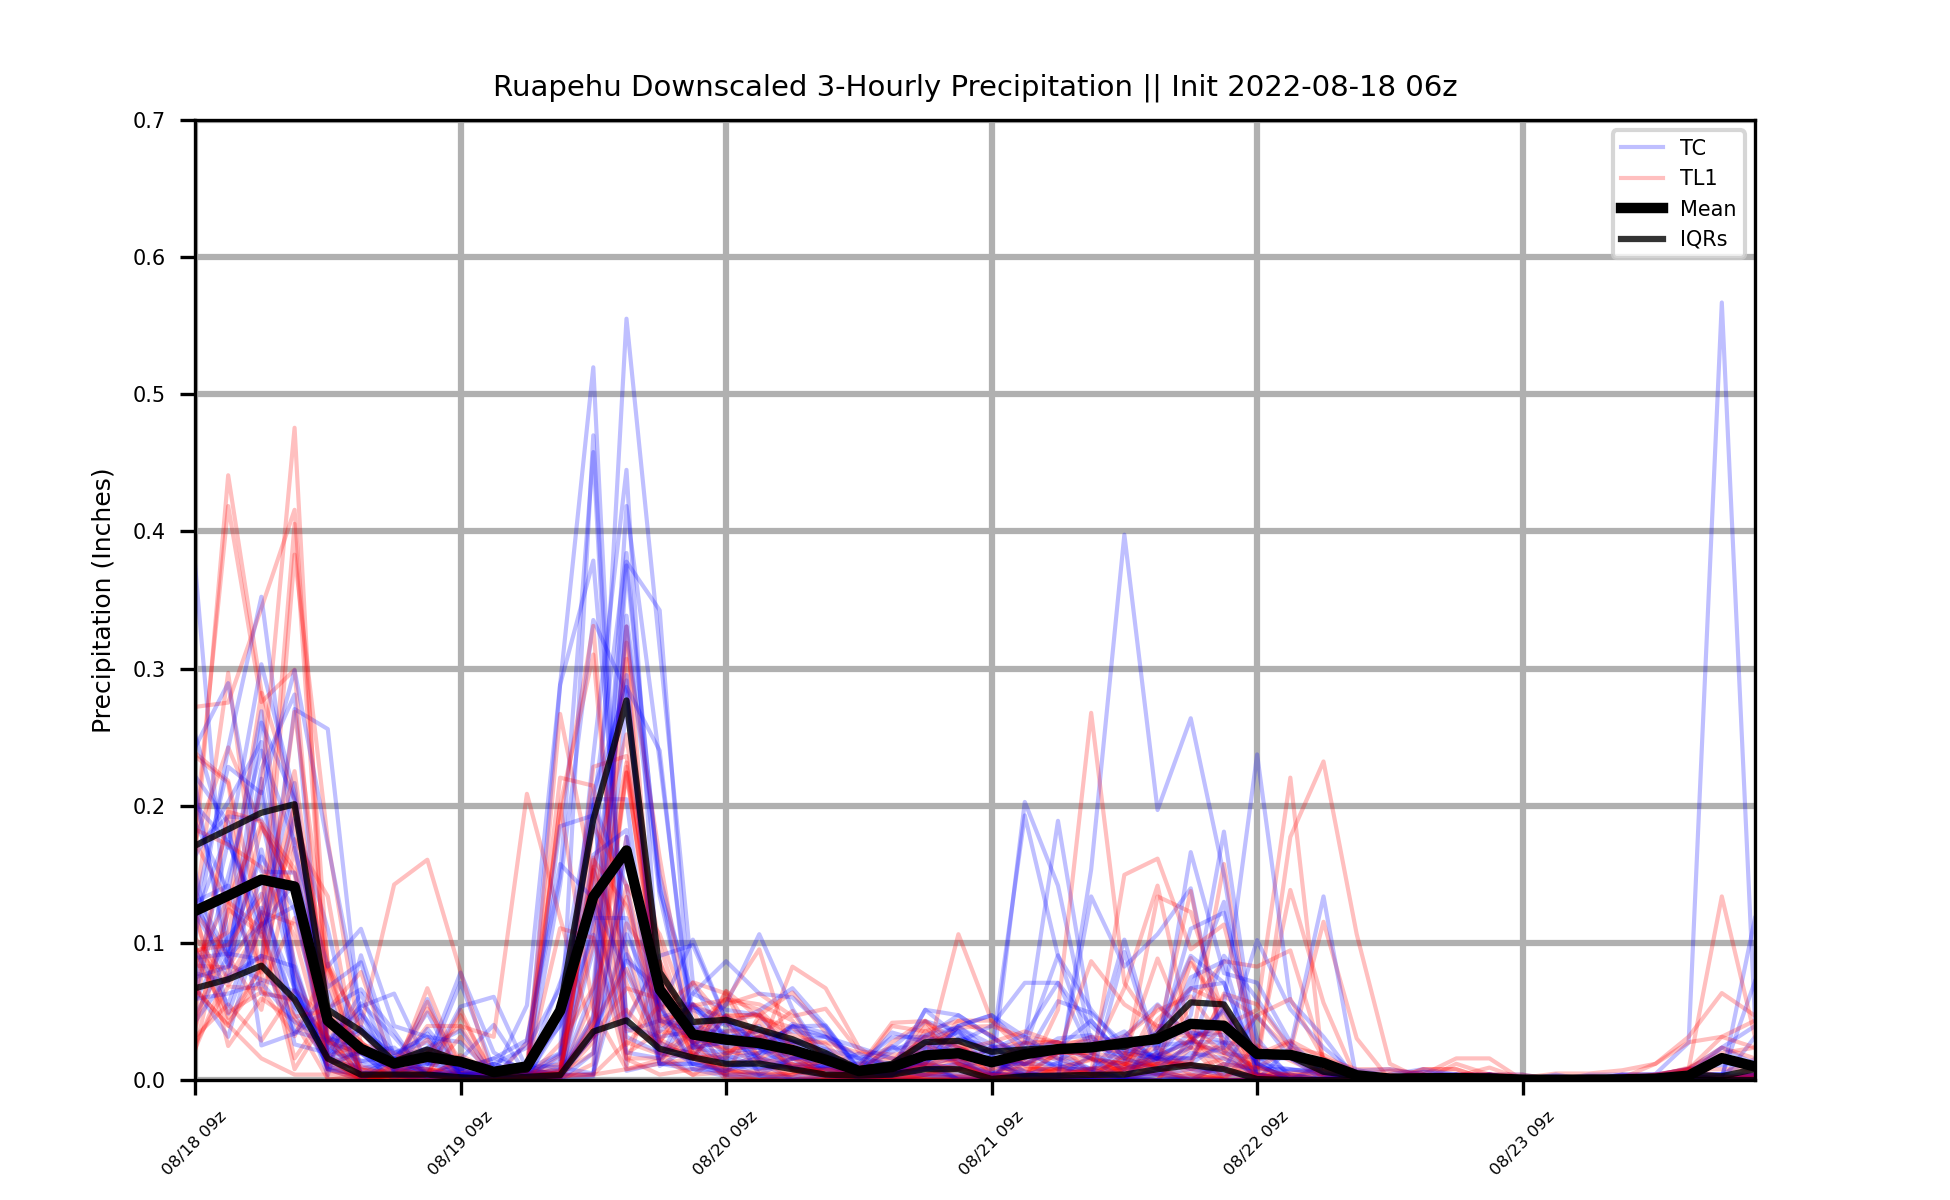 Ruapehu Downscaled 3-Hourly Precipitation || Init 2022-08-18 06z
0.7
0.6
0.5
0.4
0.3
0.2
0.1
0.0
Precipitation (Inches)
TC
TL1
Mean
IQRs
08/18 09z
08/19 09z
08/20 09z
08/21 09z
08/22 09z
08/23 09z